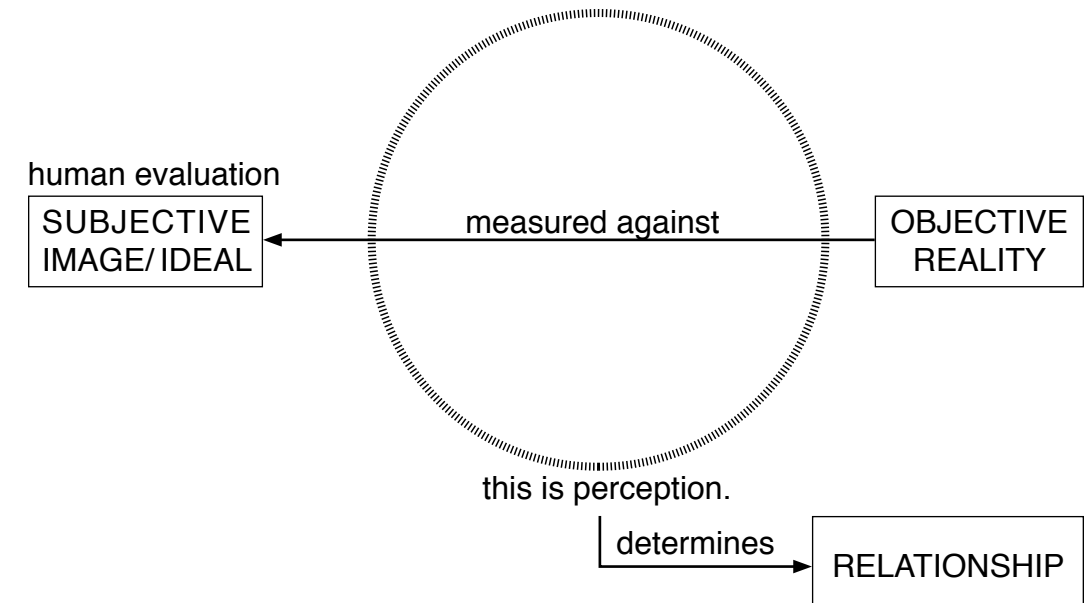 human evaluation
SUBJECTIVE
IMAGE/ IDEAL
measured against
OBJECTIVE
REALITY
this is perception.
determines
RELATIONSHIP